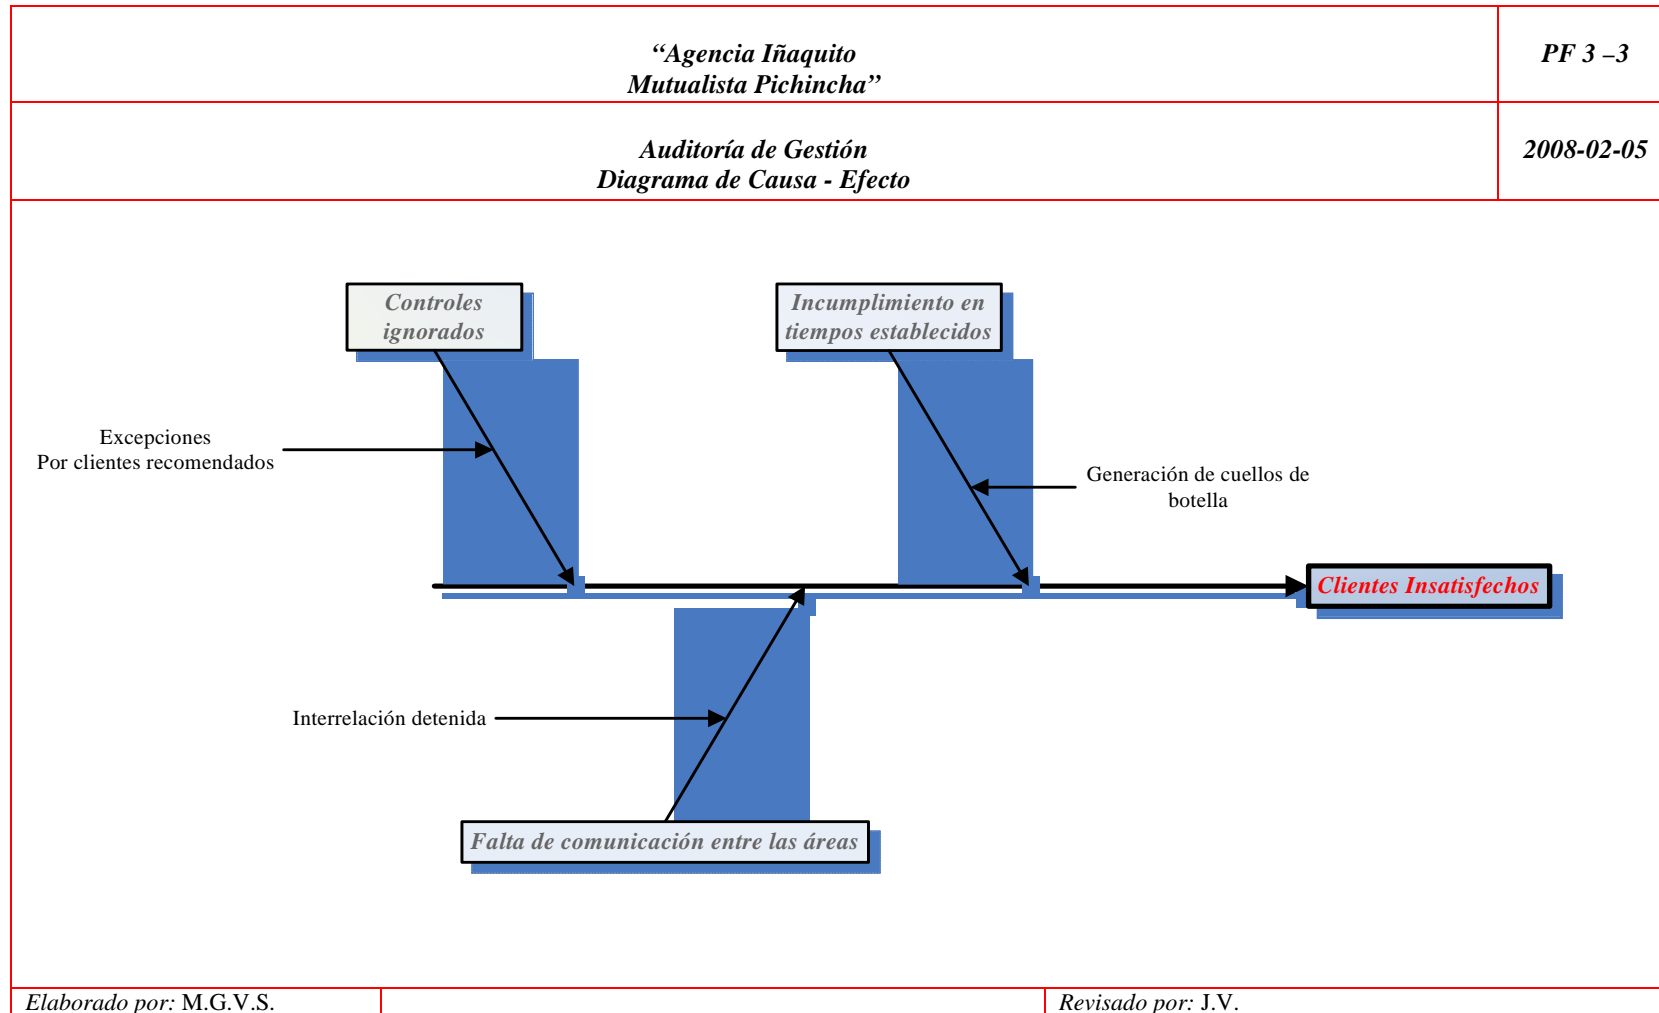 “Agencia Iñaquito
Mutualista Pichincha”
PF 3 –3
Auditoría de Gestión
Diagrama de Causa - Efecto
2008-02-05
Controles
ignorados
Incumplimiento en
tiempos establecidos
Excepciones
Por clientes recomendados
Generación de cuellos de
botella
Clientes Insatisfechos
Interrelación detenida
Falta de comunicación entre las áreas
Elaborado por: M.G.V.S.
Revisado por: J.V.